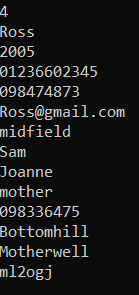 4
Ross
2005
01236602345
098474873
Ross@gmail.com
midfield
Sam
Joanne
mother
098336475
Bottomhill
Motherwell
ml2ogj